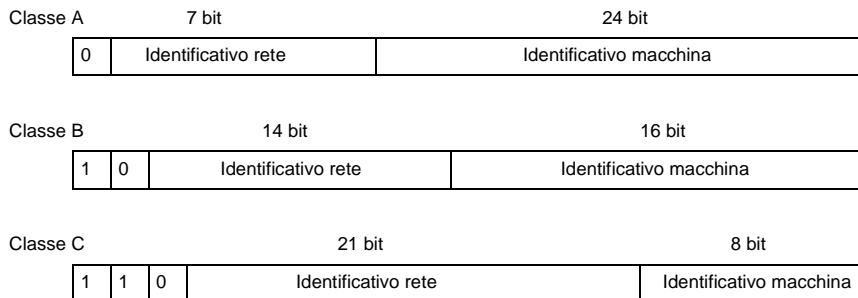 Classe A 7 bit 24 bit
0 Identificativo rete Identificativo macchina
Classe B 14 bit 16 bit
1 0 Identificativo rete Identificativo macchina
Classe C 21 bit 8 bit
1 1 0 Identificativo rete Identificativo macchina